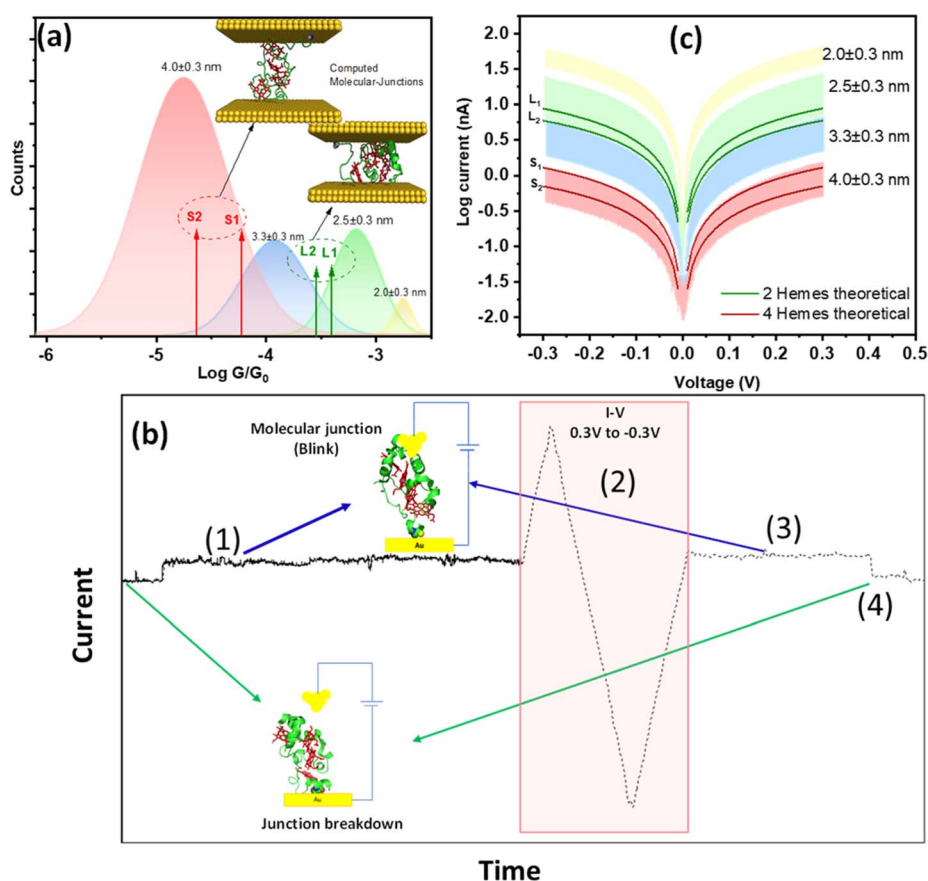 (a)
4.0±0.3 nm
Computed
Molecular-Junctions
S2
S1
3.3±0.3 nm
2.5±0.3 nm
L2
L1
2.0±0.3 nm
Counts
-6
-5
-4
-3
Log G/G₀
(c)
2.0
1.5
1.0
0.5
0.0
-0.5
-1.0
-1.5
-2.0
Log current (nA)
L₁
L₂
S₁
S₂
2.0±0.3 nm
2.5±0.3 nm
3.3±0.3 nm
4.0±0.3 nm
2 Hemes theoretical
4 Hemes theoretical
-0.3 -0.2 -0.1 0.0 0.1 0.2 0.3 0.4 0.5
Voltage (V)
(b)
Molecular junction
(Blink)
Au
I-V
0.3V to -0.3V
(1)
(2)
(3)
(4)
Au
Junction breakdown
Current
Time